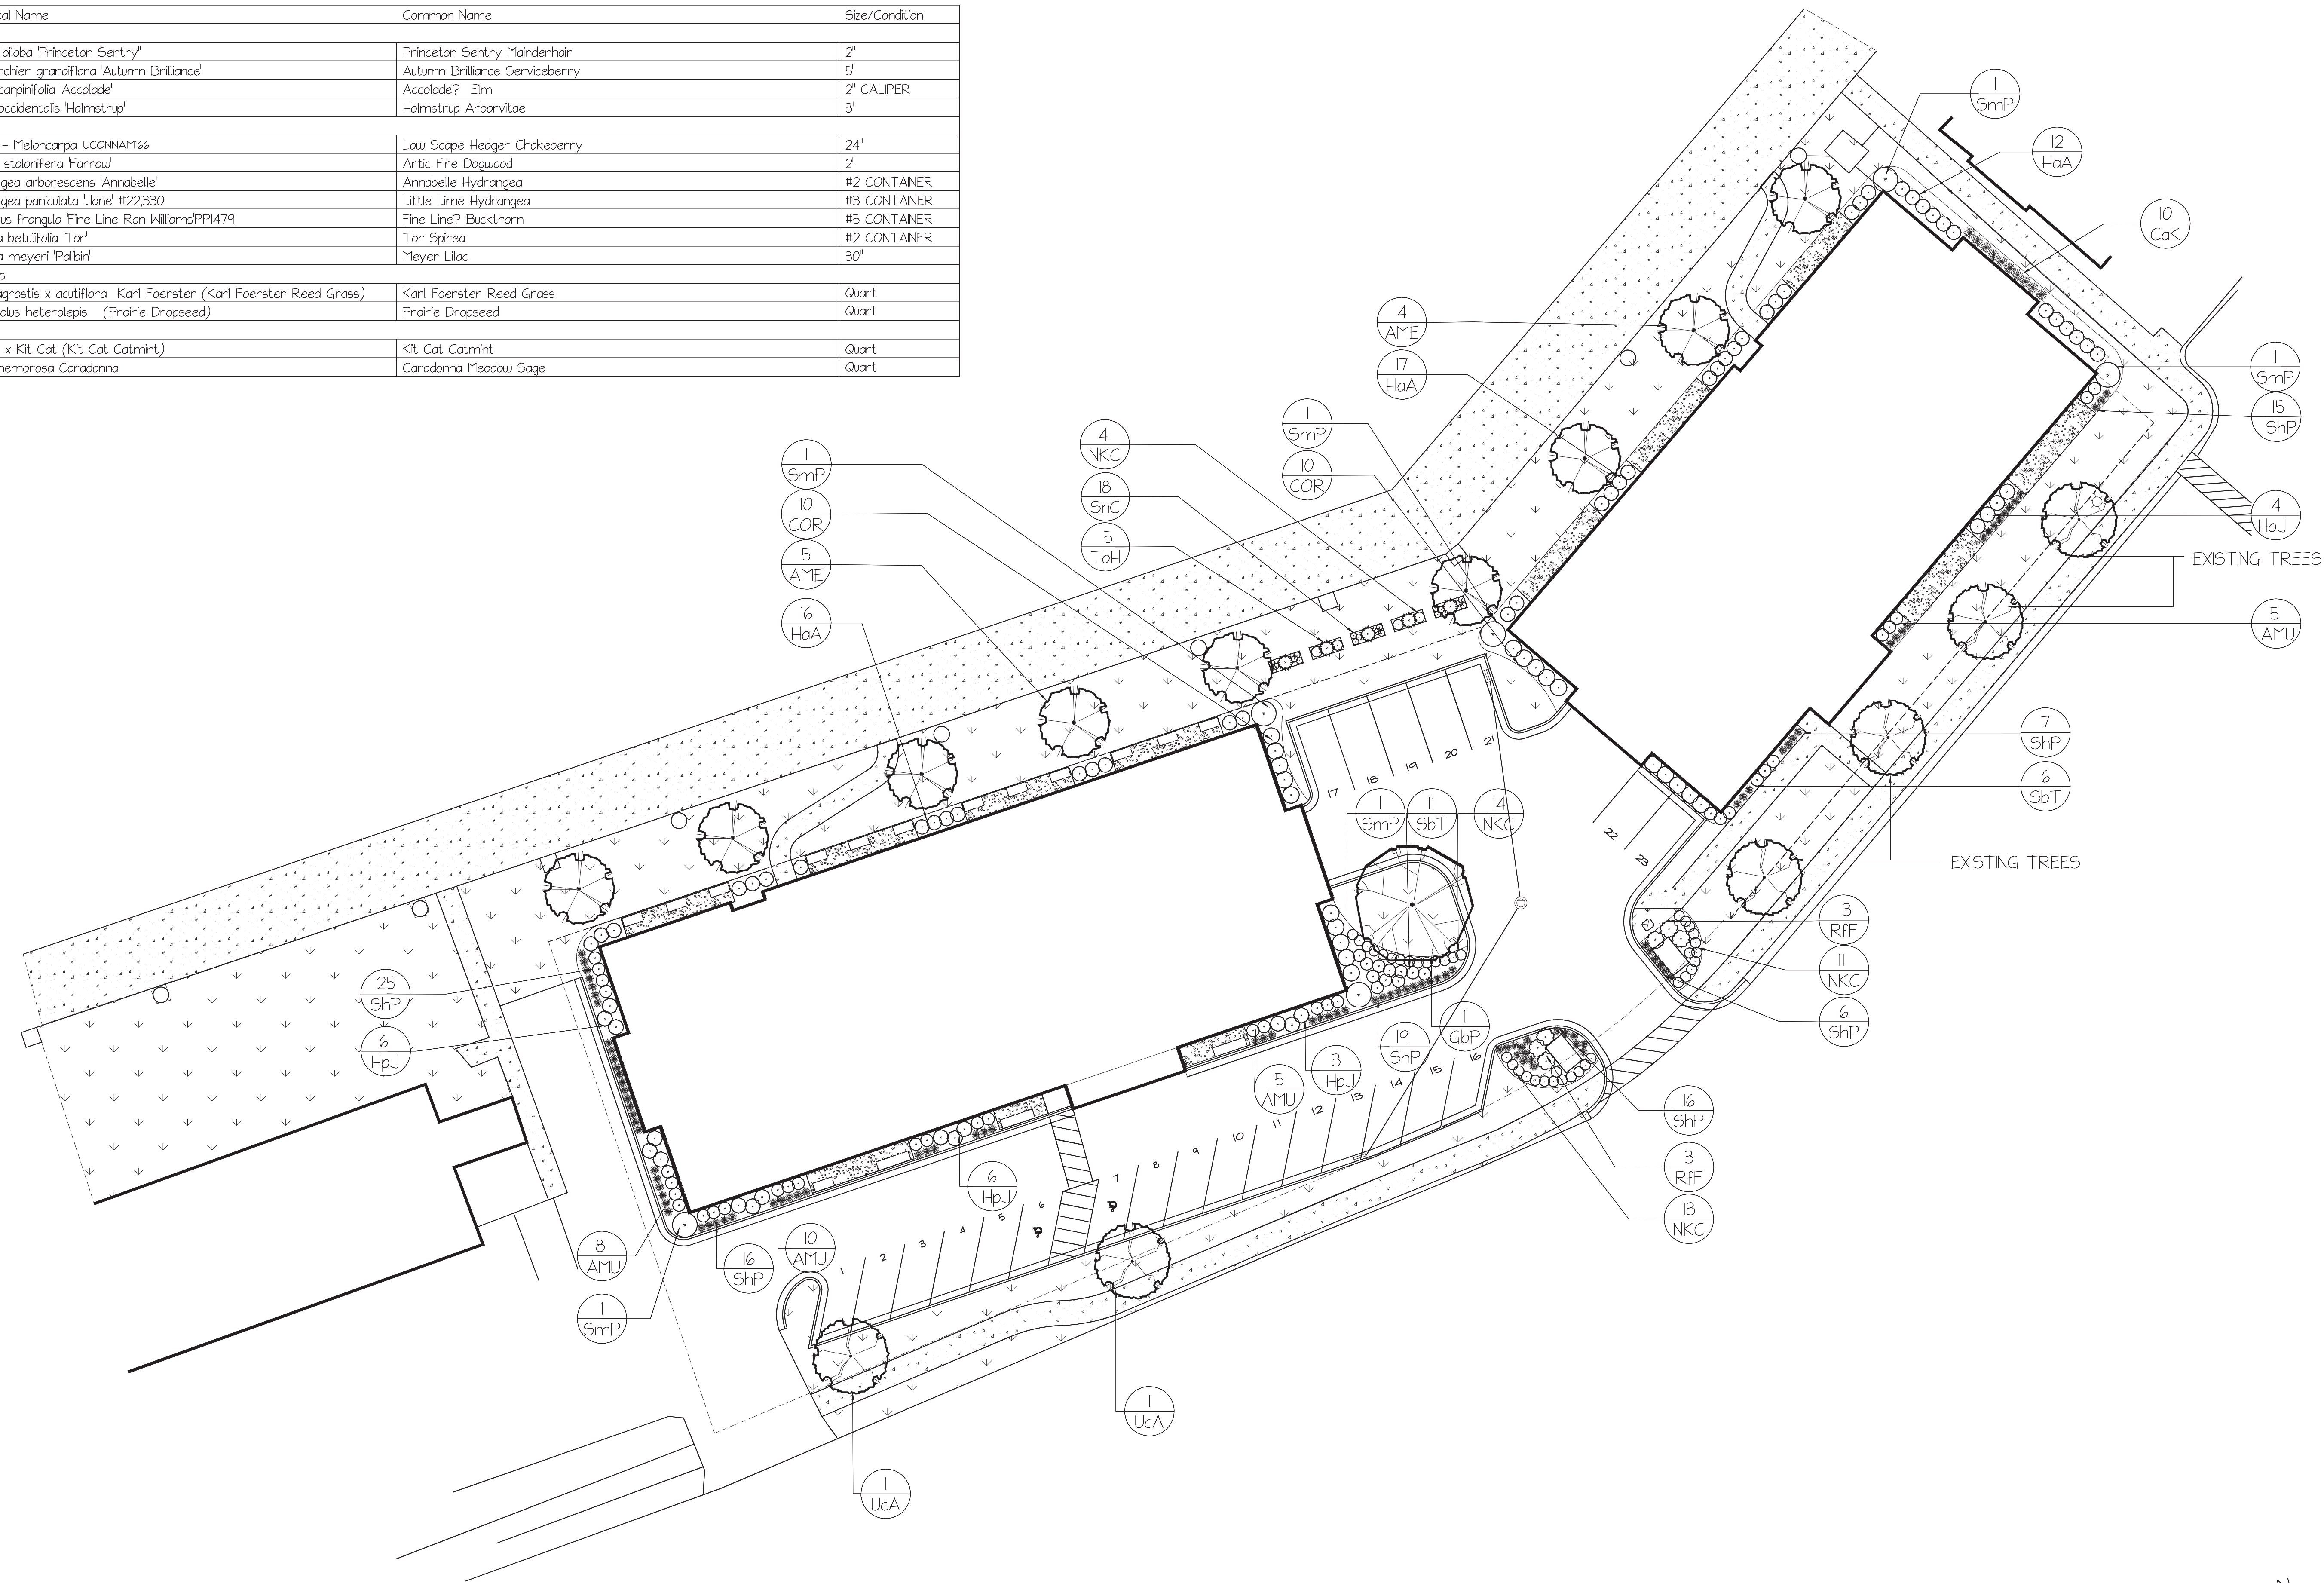 cal Name Common Name Size/Condition
biloba 'Princeton Sentry" Princeton Sentry Maindenhair 2"
nchier grandiflora 'Autumn Brilliance' Autumn Brilliance Serviceberry 5'
carpinifolia 'Accolade' Accolade? Elm 2" CALIPER
occidentalis 'Holmstrup' Holmstrup Arborvitae 3'
- Meloncarpa UCONNAM166 Low Scape Hedger Chokeberry 24"
stolonifera 'Farrow' Artic Fire Dogwood 2'
ngea arborescens 'Annabelle' Annabelle Hydrangea #2 CONTAINER
ngea paniculata 'Jane' #22,330 Little Lime Hydrangea #3 CONTAINER
us frangula 'Fine Line Ron Williams'PP14791 Fine Line? Buckthorn #5 CONTAINER
a betulifolia 'Tor' Tor Spirea #2 CONTAINER
a meyeri 'Palibin' Meyer Lilac 30"
s
agrostis x acutiflora Karl Foerster (Karl Foerster Reed Grass) Karl Foerster Reed Grass Quart
olus heterolepis (Prairie Dropseed) Prairie Dropseed Quart
x Kit Cat (Kit Cat Catmint) Kit Cat Catmint Quart
nemorosa Caradonna Caradonna Meadow Sage Quart
1
SmP
12
HaA
10
CaK
4
AME
17
HaA
1
SmP
15
ShP
1
SmP
10
COR
4
NKC
18
SnC
5
ToH
1
SmP
10
COR
5
AME
16
HaA
4
HpJ
EXISTING TREES
5
AMU
7
ShP
6
SbT
EXISTING TREES
17
18
19
20
21
22
23
1
SmP
11
SbT
14
NKC
3
RfF
11
NKC
6
ShP
25
ShP
6
HpJ
1
GbP
19
ShP
3
HpJ
5
AMU
16
ShP
3
RfF
13
NKC
6
HpJ
10
AMU
16
ShP
8
AMU
1
SmP
1
2
3
4
5
6
7
8
9
10
11
12
13
14
15
16
1
UcA
1
UcA